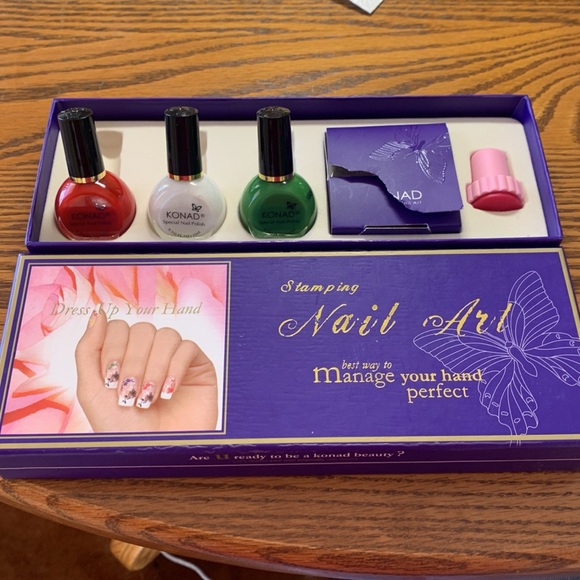 KONAD®
KONAD®
Special Nail Polish
KONAD®
Special Nail Polish
NAD
Dress Up Your Hand
Stamping
Nail Art
best way to
manage your hand
perfect
Are u ready to be a konad beauty?